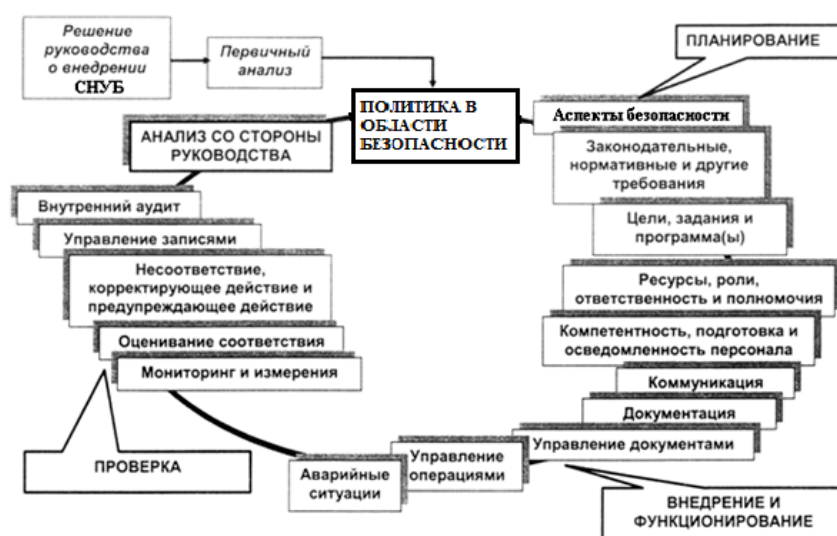 Решение
руководства
о внедрении
СНУБ
Первичный
анализ
ПЛАНИРОВАНИЕ
ПОЛИТИКА В
ОБЛАСТИ
БЕЗОПАСНОСТИ
Аспекты безопасности
Законодательные,
нормативные и другие
требования
Цели, задания и
программа(ы)
Ресурсы, роли,
ответственность и полномочия
Компетентность, подготовка и
осведомленность персонала
Коммуникация
Документация
Управление документами
ВНЕДРЕНИЕ И
ФУНКЦИОНИРОВАНИЕ
Управление
операциями
Аварийные
ситуации
Мониторинг и измерения
Оценивание соответствия
Несоответствие,
корректирующее действие и
предупреждающее действие
Управление записями
Внутренний аудит
ПРОВЕРКА
АНАЛИЗ СО СТОРОНЫ
РУКОВОДСТВА